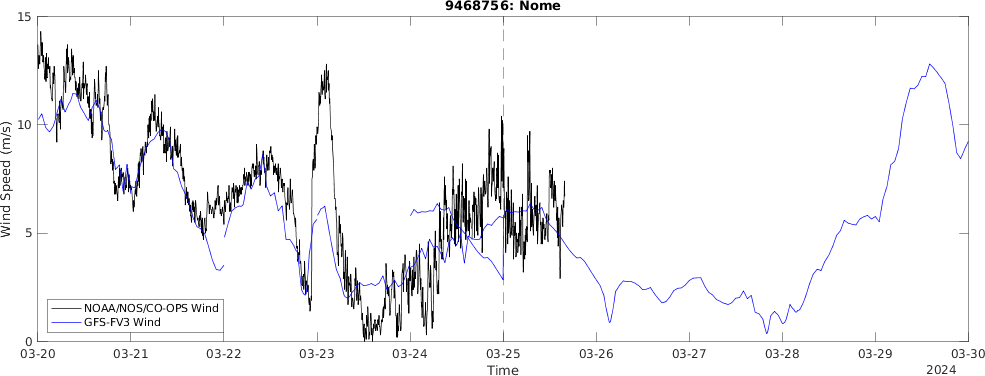 9468756: Nome
15
10
5
0
Wind Speed (m/s)
NOAA/NOS/CO-OPS Wind
GFS-FV3 Wind
03-20 03-21 03-22 03-23 03-24 03-25 03-26 03-27 03-28 03-29 03-30
Time
2024